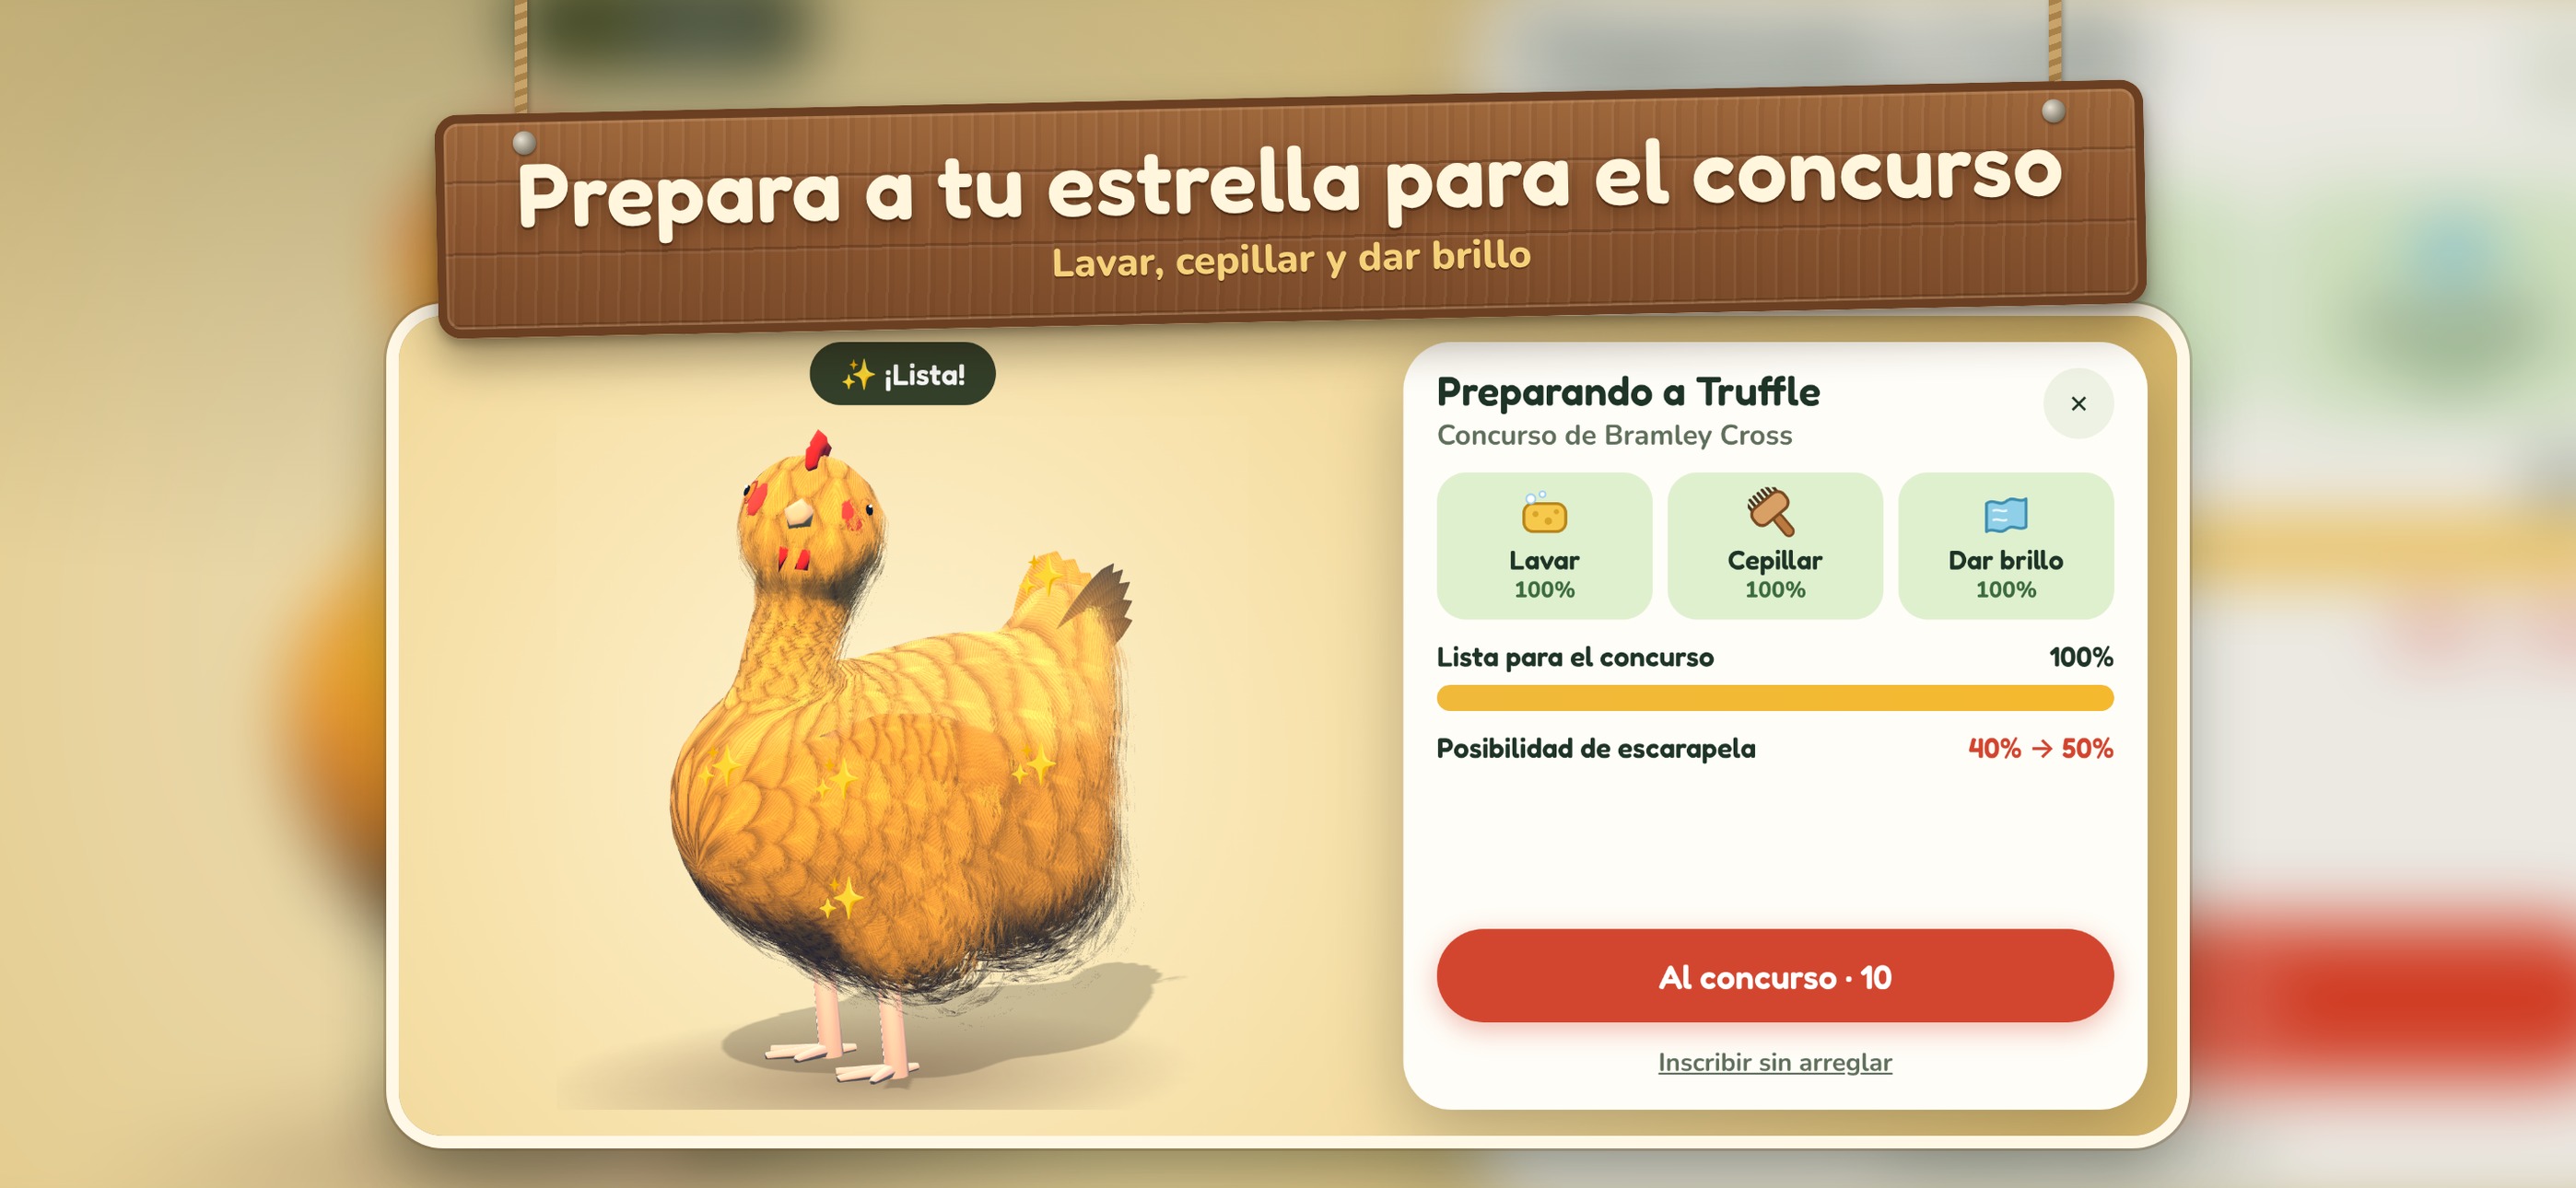 Prepara a tu estrella para el concurso
Lavar, cepillar y dar brillo
✨ ¡Lista!
Preparando a Truffle
×
Concurso de Bramley Cross
Lavar
100%
Cepillar
100%
Dar brillo
100%
Lista para el concurso 100%
Posibilidad de escarapela 40% → 50%
Al concurso · 10
Inscribir sin arreglar